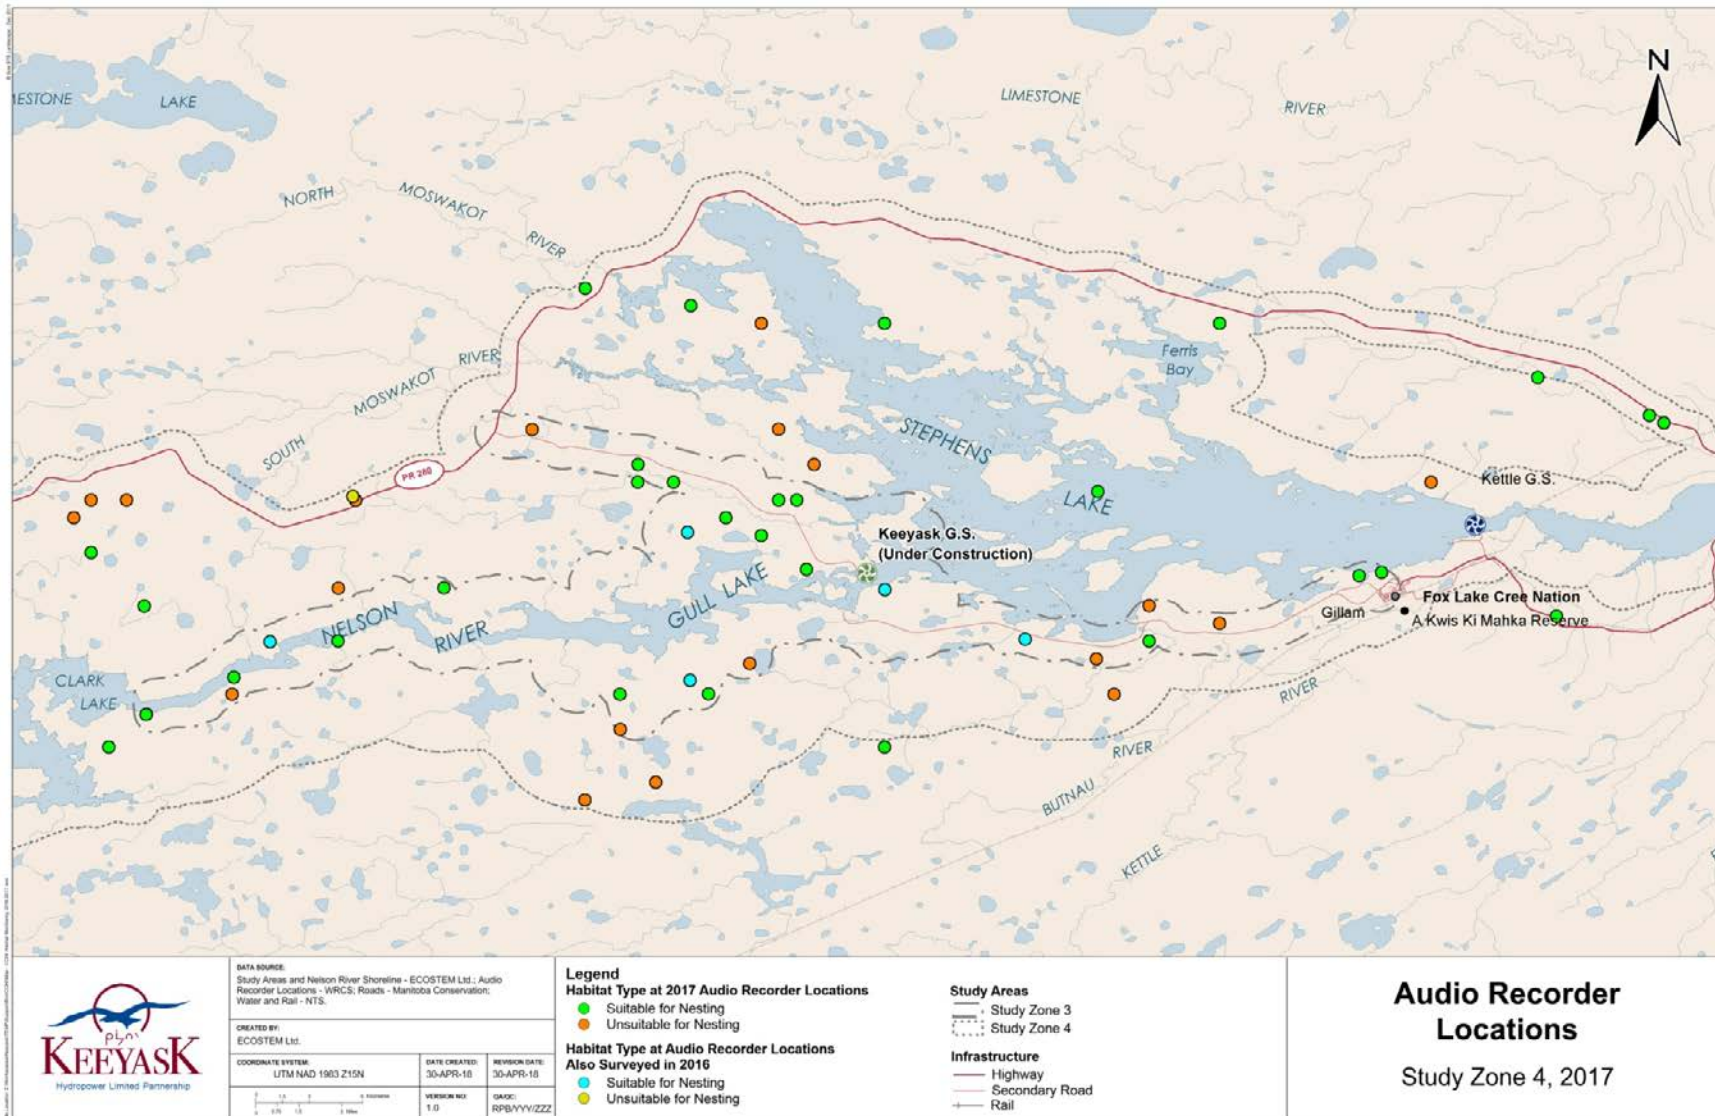 ESTONE LAKE
LIMESTONE RIVER
N
NORTH MOSWAKOT RIVER
SOUTH MOSWAKOT RIVER
PR 280
Ferris
Bay
STEPHENS LAKE
Kettle G.S.
Keeyask G.S.
(Under Construction)
GULL LAKE
NELSON RIVER
CLARK
LAKE
Gillam
Fox Lake Cree Nation
A Kwis Ki Mahka Reserve
BUTNAU RIVER
KETTLE RIVER
KEEYASK
Hydropower Limited Partnership
DATA SOURCE:
Study Areas and Nelson River Shoreline - ECOSTEM Ltd.; Audio
Recorder Locations - WRCS; Roads - Manitoba Conservation;
Water and Rail - NTS.
CREATED BY:
ECOSTEM Ltd.
COORDINATE SYSTEM:
UTM NAD 1983 Z15N
DATE CREATED:
30-APR-18
REVISION DATE:
30-APR-18
VERSION NO:
1.0
QA/QC:
RPB/YYY/ZZZ
Legend
Habitat Type at 2017 Audio Recorder Locations
Suitable for Nesting
Unsuitable for Nesting
Habitat Type at Audio Recorder Locations
Also Surveyed in 2016
Suitable for Nesting
Unsuitable for Nesting
Study Areas
Study Zone 3
Study Zone 4
Infrastructure
Highway
Secondary Road
Rail
Audio Recorder
Locations
Study Zone 4, 2017